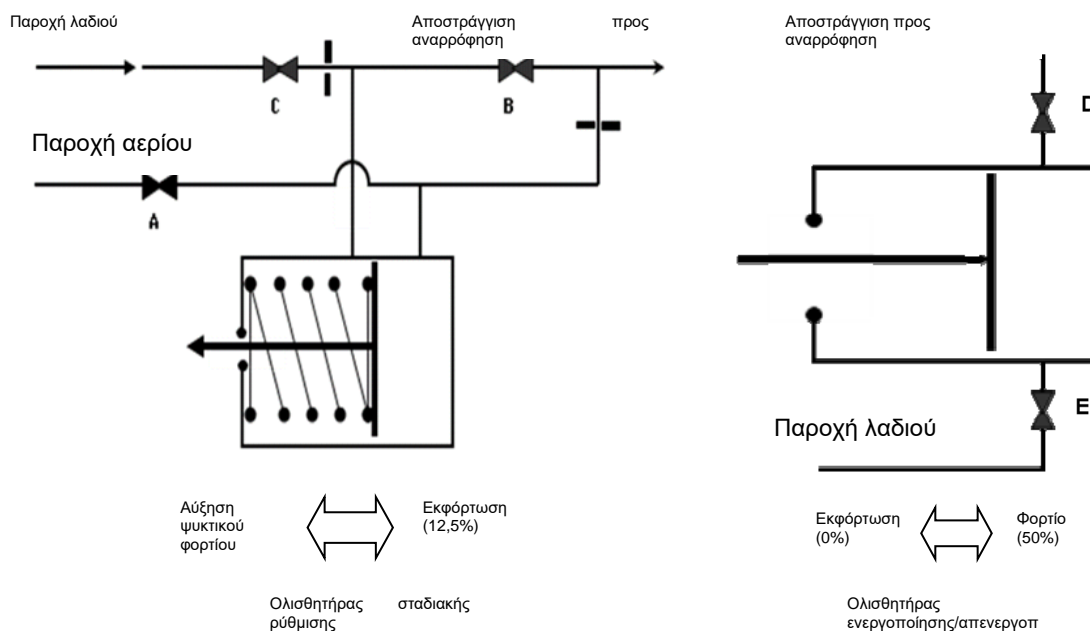 Παροχή λαδιού
Αποστράγγιση προς
αναρρόφηση
Αποστράγγιση προς
αναρρόφηση
C
B
D
Παροχή αερίου
A
E
Παροχή λαδιού
Αύξηση
ψυκτικού
φορτίου
Εκφόρτωση
(12,5%)
Εκφόρτωση
(0%)
Φορτίο
(50%)
Ολισθητήρας σταδιακής
ρύθμισης
Ολισθητήρας
ενεργοποίησης/απενεργοπ